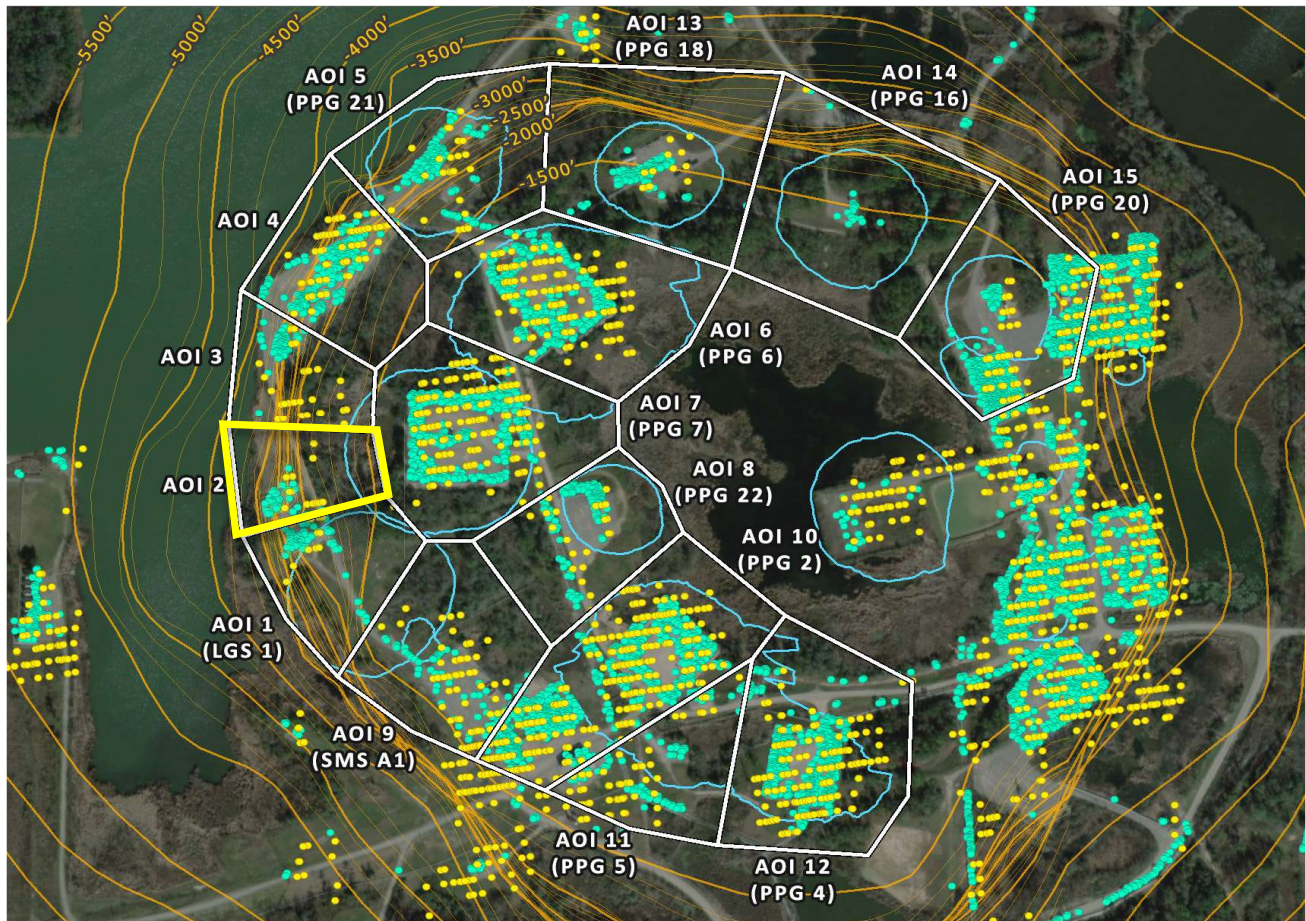 -5500'
-5000'
-4500'
-4000'
-3500'
-3000'
-2500'
-2000'
-1500'
AOI 13
(PPG 18)
AOI 14
(PPG 16)
AOI 5
(PPG 21)
AOI 15
(PPG 20)
AOI 4
AOI 3
AOI 6
(PPG 6)
AOI 7
(PPG 7)
AOI 2
AOI 8
(PPG 22)
AOI 10
(PPG 2)
AOI 1
(LGS 1)
AOI 9
(SMS A1)
AOI 11
(PPG 5)
AOI 12
(PPG 4)